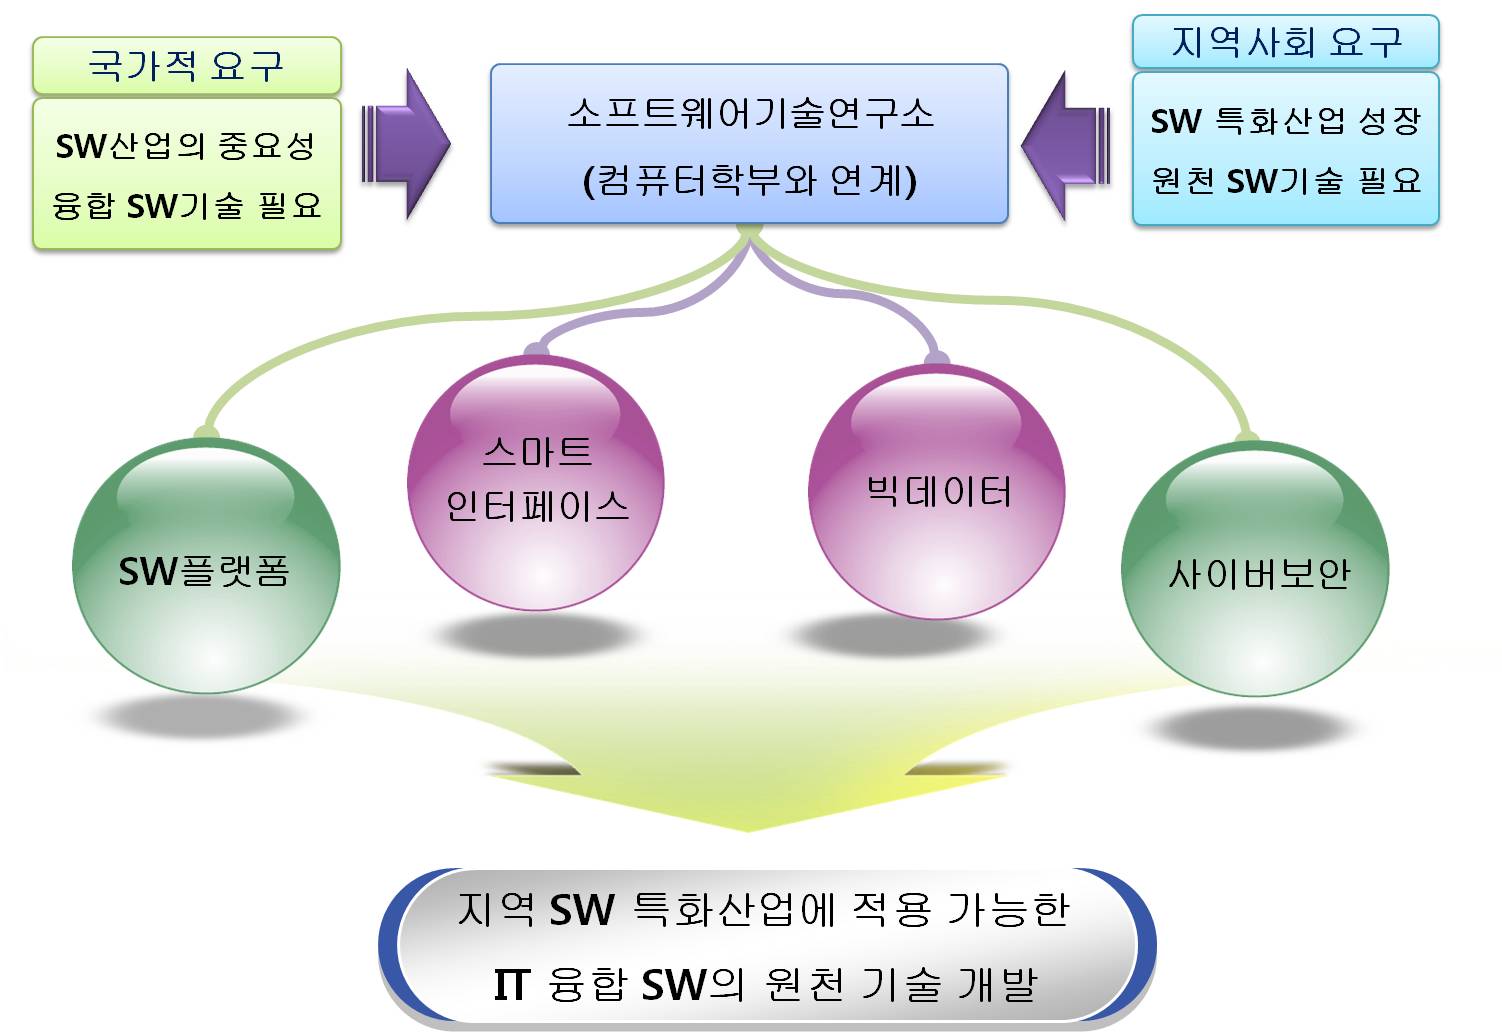 국가적 요구
SW산업의 중요성
융합 SW기술 필요
소프트웨어기술연구소
(컴퓨터학부와 연계)
지역사회 요구
SW 특화산업 성장
원천 SW기술 필요
SW플랫폼
스마트
인터페이스
빅데이터
사이버보안
지역 SW 특화산업에 적용 가능한
IT 융합 SW의 원천 기술 개발